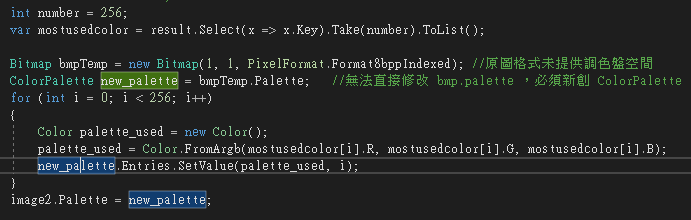 int number = 256;
var mostusedcolor = result.Select(x => x.Key).Take(number).ToList();
Bitmap bmpTemp = new Bitmap(1, 1, PixelFormat.Format8bppIndexed); //原圖格式未提供調色盤空間
ColorPalette new_palette = bmpTemp.Palette;   //無法直接修改 bmp.palette ，必須新創 ColorPalette
for (int i = 0; i < 256; i++)
{
    Color palette_used = new Color();
    palette_used = Color.FromArgb(mostusedcolor[i].R, mostusedcolor[i].G, mostusedcolor[i].B);
    new_palette.Entries.SetValue(palette_used, i);
}
image2.Palette = new_palette;